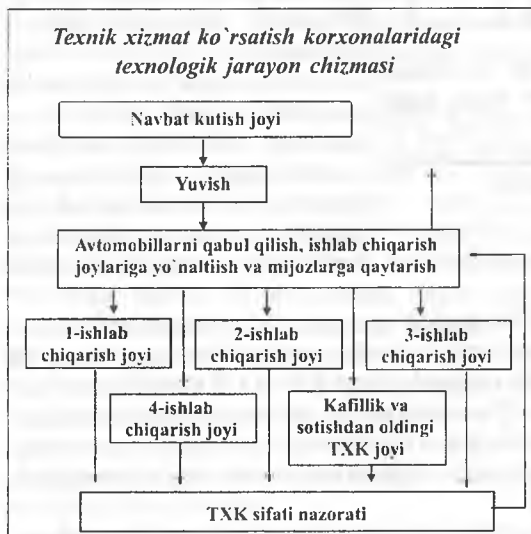 Texnik xizmat ko`rsatish korxonalaridagi
texnologik jarayon chizmasi
Navbat kutish joyi
Yuvish
Avtomobillarni qabul qilish, ishlab chiqarish
joylariga yo`naltiish va mijozlarga qaytarish
1-ishlab
chiqarish joyi
2-ishlab
chiqarish joyi
3-ishlab
chiqarish joyi
4-ishlab
chiqarish joyi
Kafillik va
sotishdan oldingi
TXK joyi
TXK sifati nazorati